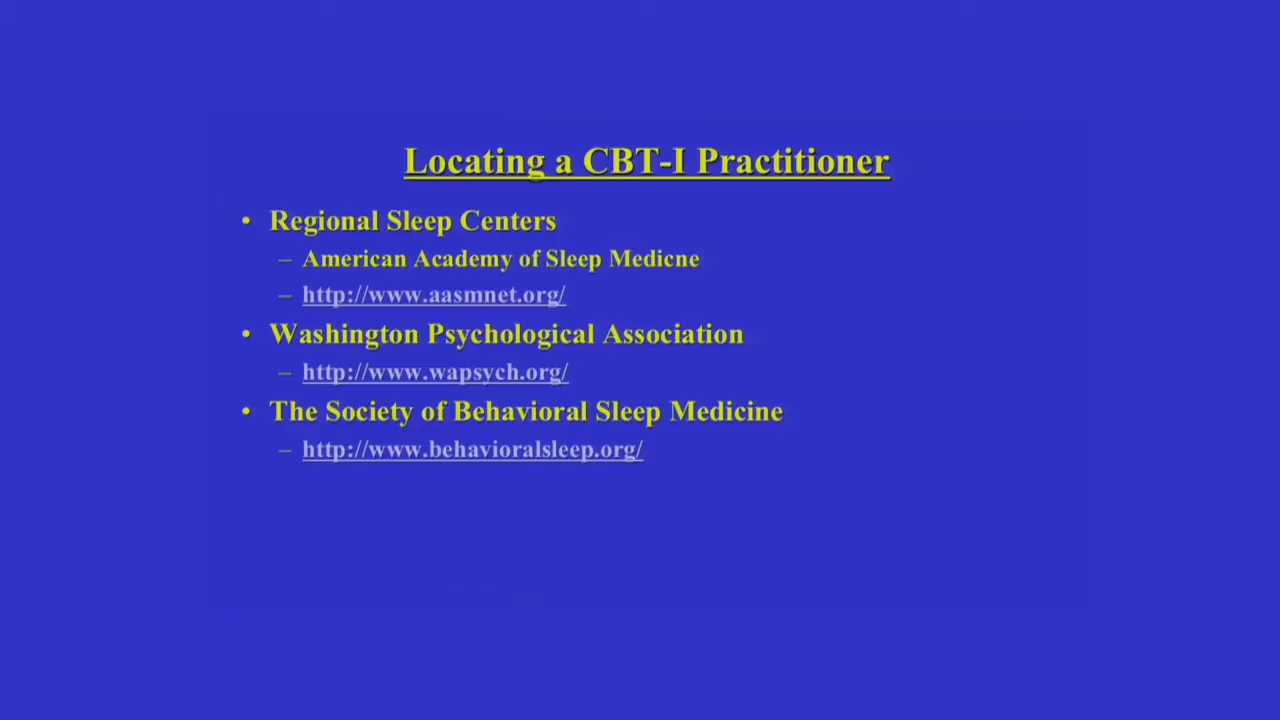 Locating a CBT-I Practitioner
• Regional Sleep Centers
– American Academy of Sleep Medicne
– http://www.aasmnet.org/
• Washington Psychological Association
– http://www.wapsych.org/
• The Society of Behavioral Sleep Medicine
– http://www.behavioralsleep.org/